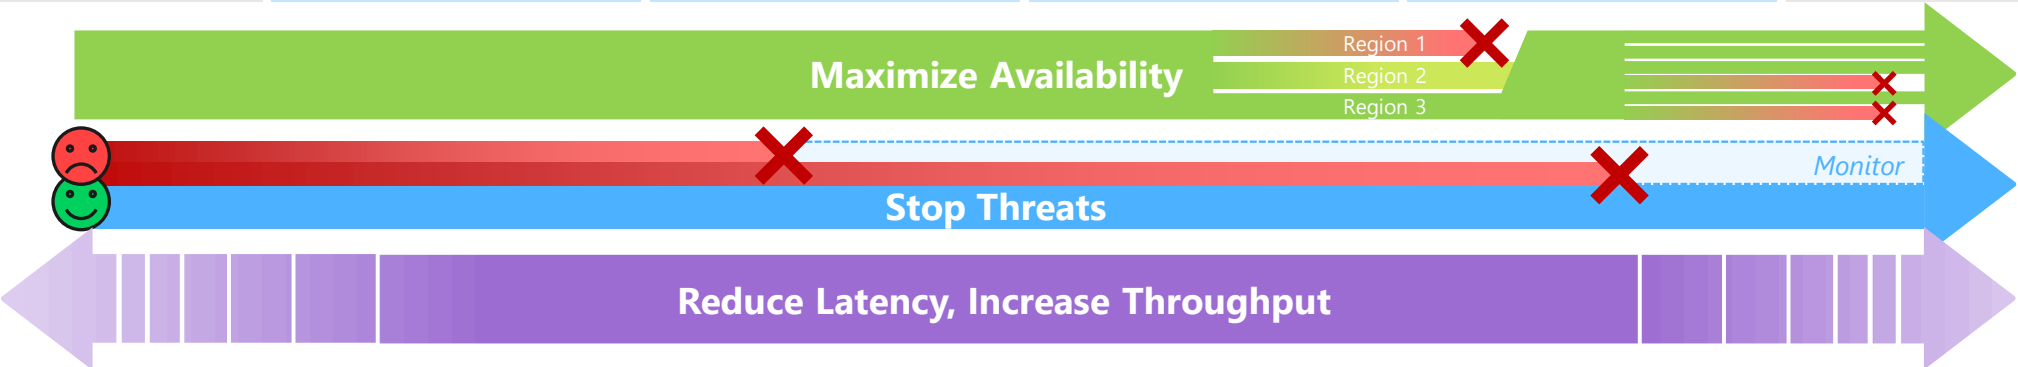 Maximize Availability
Region 1
Region 2
Region 3
Monitor
Stop Threats
Reduce Latency, Increase Throughput